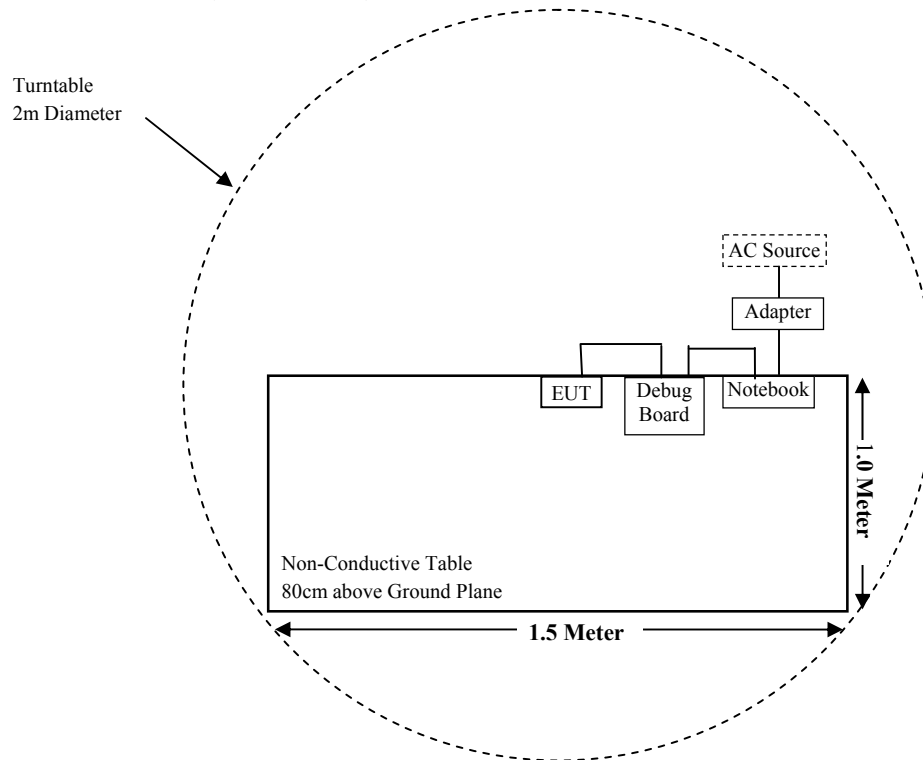 Turntable
2m Diameter
AC Source
Adapter
EUT
Debug
Board
Notebook
1.0 Meter
Non-Conductive Table
80cm above Ground Plane
1.5 Meter